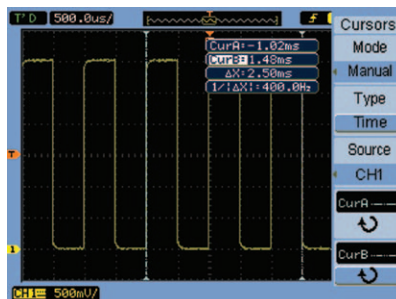 T'D 500.0us/ f
Cursors
CurA:-1.02ms
CurB:1.48ms
ΔX:2.50ms
1/|ΔX|:400.0Hz
Mode
Manual
Type
Time
Source
CH1
CurA
CurB
T
1
CH1 500mV/